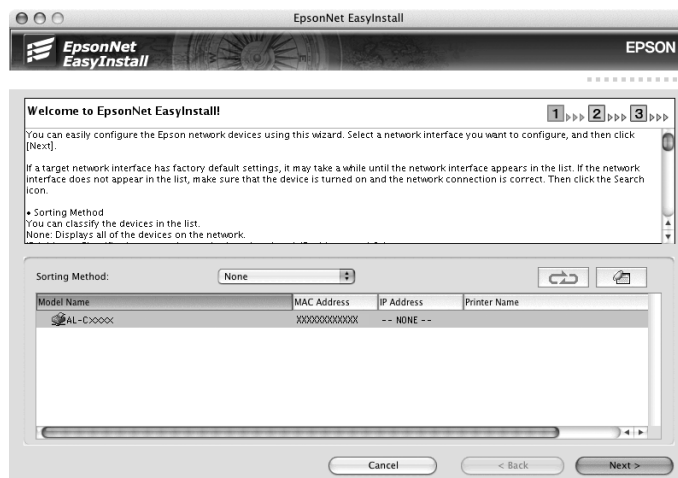 EpsonNet EasyInstall
EpsonNet
EasyInstall
EPSON
Welcome to EpsonNet EasyInstall!
1 2 3
You can easily configure the Epson network devices using this wizard. Select a network interface you want to configure, and then click
[Next].
If a target network interface has factory default settings, it may take a while until the network interface appears in the list. If the network
interface does not appear in the list, make sure that the device is turned on and the network connection is correct. Then click the Search
icon.
• Sorting Method
You can classify the devices in the list.
None: Displays all of the devices on the network.
Sorting Method:
None
Model Name MAC Address IP Address Printer Name
AL-CXXXX XXXXXXXXXXXX -- NONE --
Cancel < Back Next >